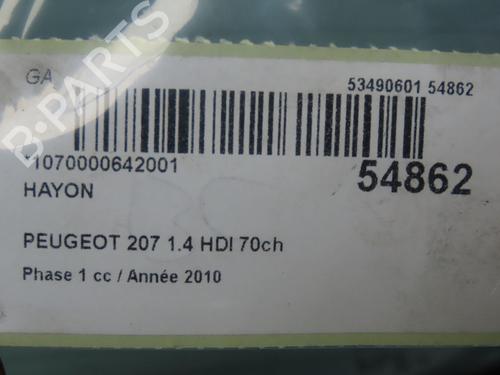 GA
53490601 54862
1070000642001
54862
HAYON
PEUGEOT 207 1.4 HDI 70ch
Phase 1 cc / Année 2010
B-PARTS